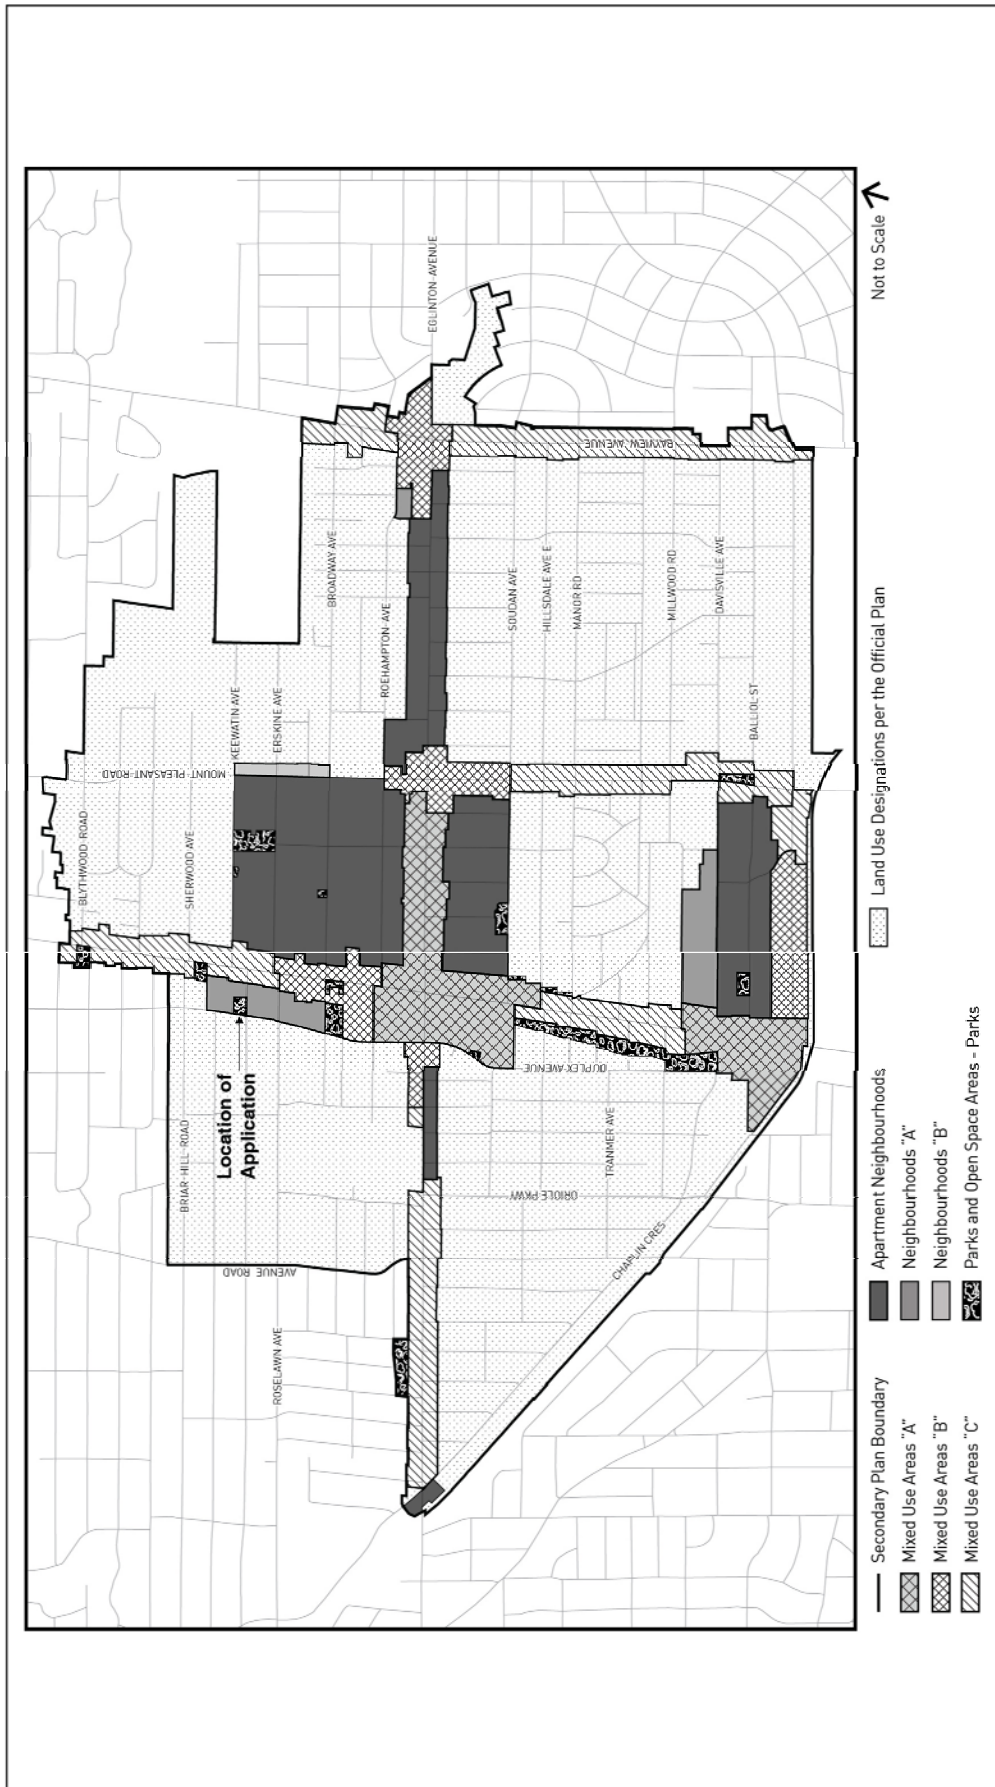 BLYTHWOOD ROAD
SHERWOOD AVE
MOUNT PLEASANT ROAD
KEEWATIN AVE
ERSKINE AVE
BROADWAY AVE
ROEHAMPTON AVE
EGLINTON AVENUE
BRIAR HILL ROAD
Location of
Application
AVENUE ROAD
ROSELAWN AVE
DUPLEX AVENUE
ORIOLE PKWY
TRANMER AVE
CHAPLIN CRES
SOUDAN AVE
HILLSDALE AVE E
MANOR RD
BAYVIEW AVENUE
MILLWOOD RD
DAVISVILLE AVE
BALLIOL ST
Not to Scale
Secondary Plan Boundary
Mixed Use Areas "A"
Mixed Use Areas "B"
Mixed Use Areas "C"
Apartment Neighbourhoods
Neighbourhoods "A"
Neighbourhoods "B"
Parks and Open Space Areas - Parks
Land Use Designations per the Official Plan